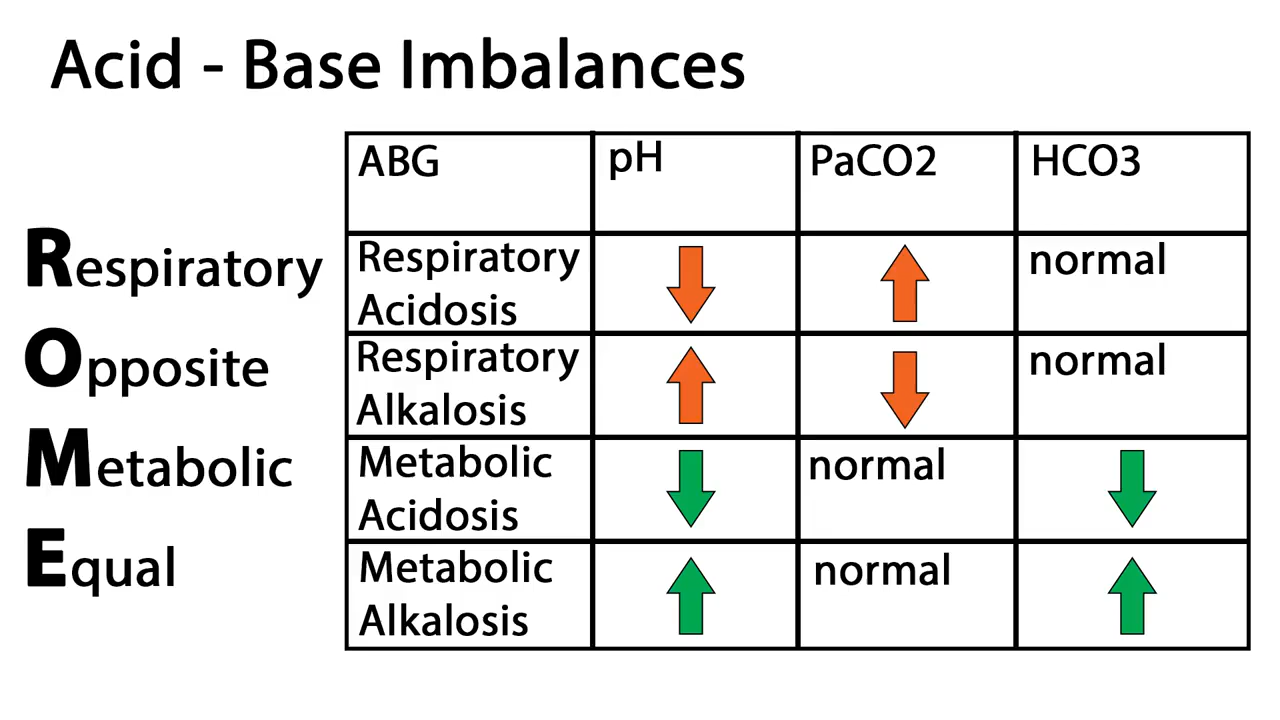 Acid - Base Imbalances
Respiratory
Opposite
Metabolic
Equal
ABG pH PaCO2 HCO3
Respiratory normal
Acidosis
Respiratory normal
Alkalosis
Metabolic normal
Acidosis
Metabolic normal
Alkalosis